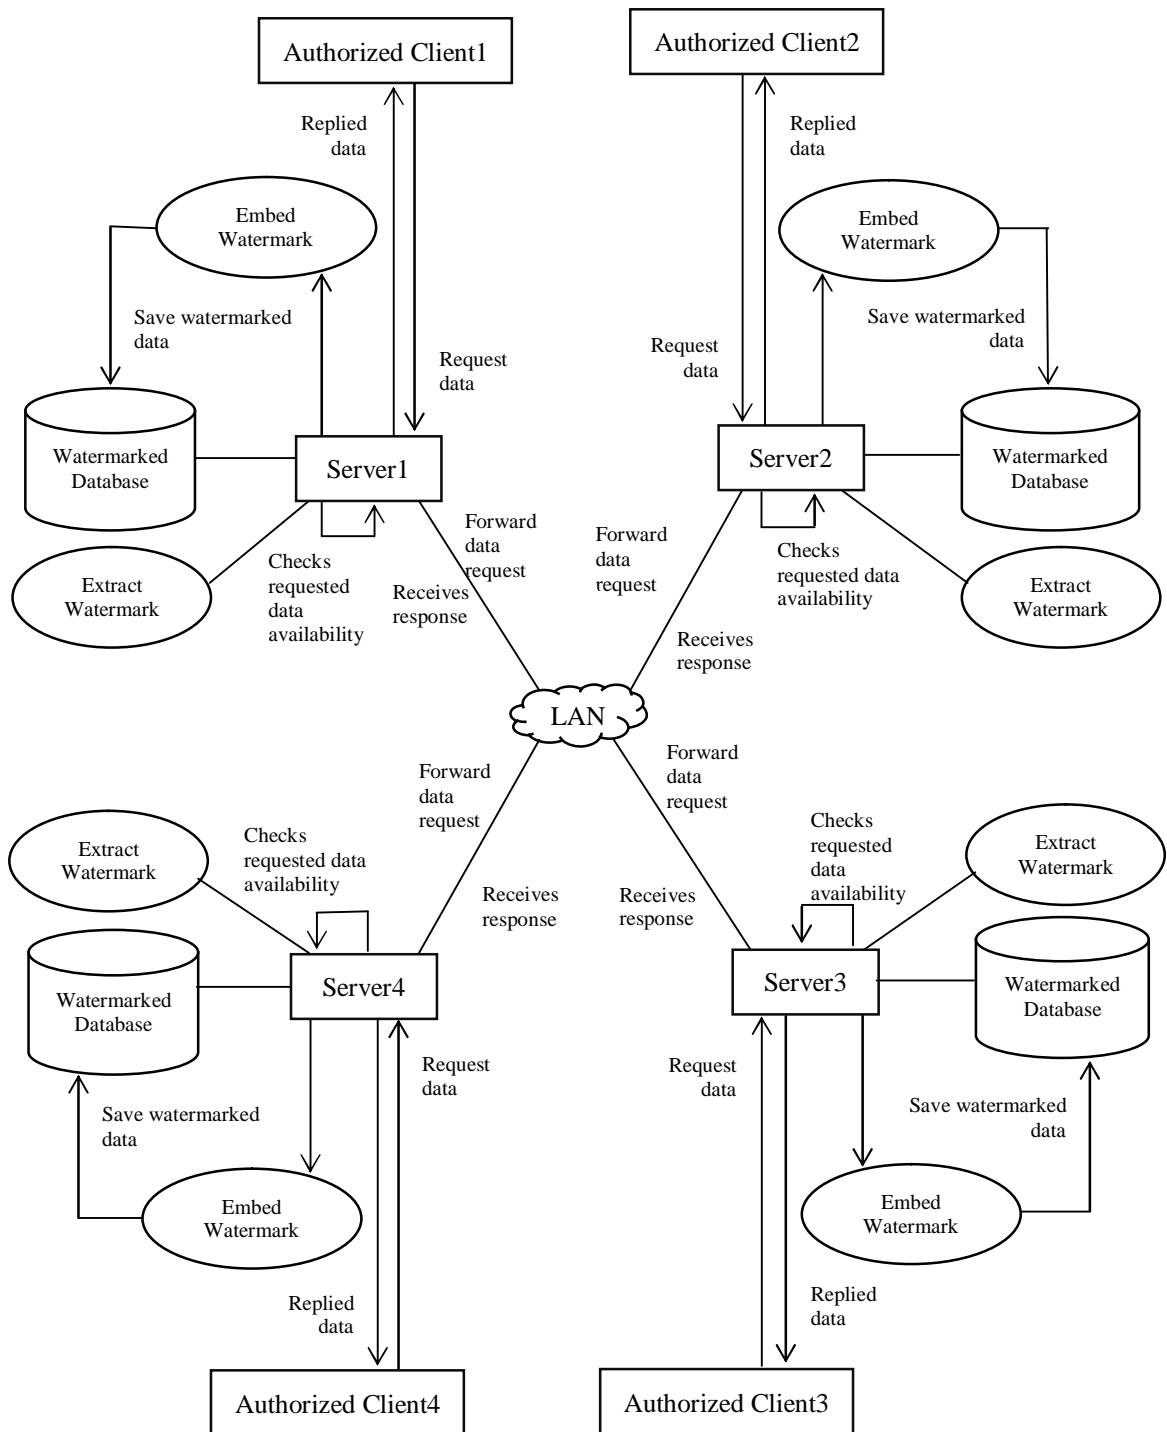 Authorized Client1
Authorized Client2
Replied
data
Replied
data
Embed
Watermark
Embed
Watermark
Save watermarked
data
Save watermarked
data
Request
data
Request
data
Watermarked
Database
Server1
Server2
Watermarked
Database
Forward
data
request
Forward
data
request
Checks
requested
data
availability
Checks
requested data
availability
Extract
Watermark
Extract
Watermark
Receives
response
Receives
response
LAN
Forward
data
request
Forward
data
request
Extract
Watermark
Checks
requested data
availability
Checks
requested
data
availability
Extract
Watermark
Receives
response
Receives
response
Watermarked
Database
Server4
Server3
Watermarked
Database
Request
data
Request
data
Save watermarked
data
Save watermarked
data
Embed
Watermark
Embed
Watermark
Replied
data
Replied
data
Authorized Client4
Authorized Client3